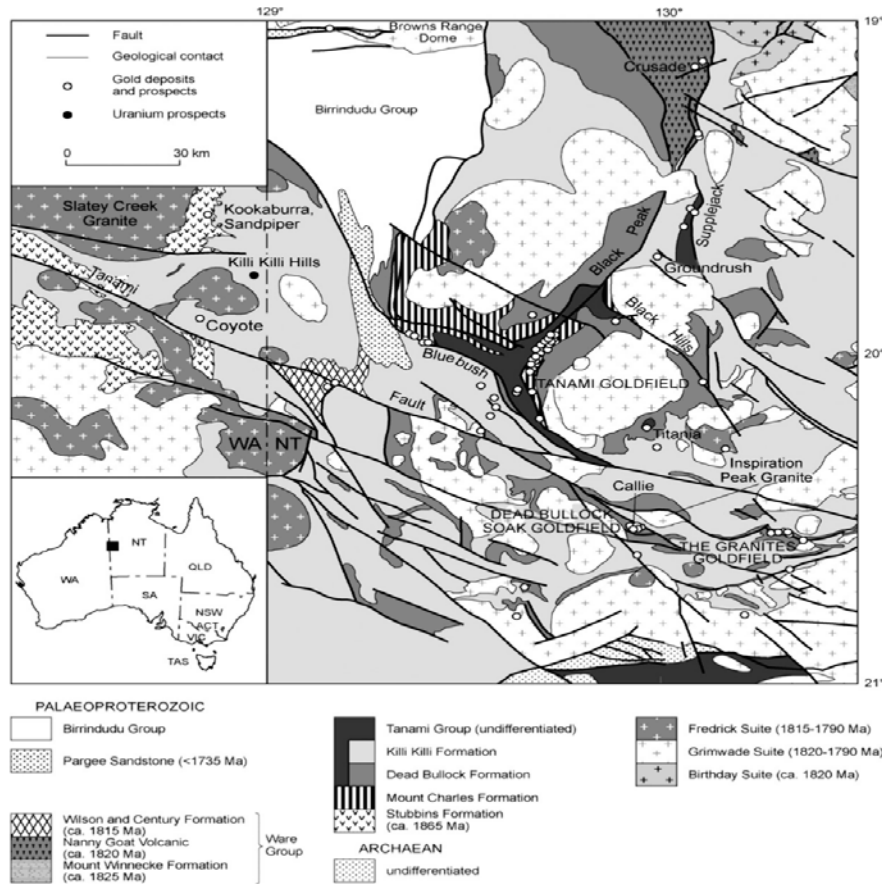 129°
130°
19°
Fault
Geological contact
Gold deposits
and prospects
Uranium prospects
0 30 km
Browns Range
Dome
Birrindudu Group
Crusade
Slatey Creek
Granite
Kookaburra,
Sandpiper
Killi Killi Hills
Tanami
Coyote
Black Peak
Supplejack
Groundrush
Black Hills
Bluebush
20°
TANAMI GOLDFIELD
Fault
WA NT
Titania
Inspiration
Peak Granite
Callie
DEAD BULLOCK
SOAK GOLDFIELD
THE GRANITES
GOLDFIELD
NT
WA
QLD
SA
NSW
ACT
VIC
TAS
21°
PALAEOPROTEROZOIC
Birrindudu Group
Pargee Sandstone (<1735 Ma)
Wilson and Century Formation
(ca. 1815 Ma)
Nanny Goat Volcanic
(ca. 1820 Ma)
Mount Winnecke Formation
(ca. 1825 Ma)
Ware
Group
Tanami Group (undifferentiated)
Killi Killi Formation
Dead Bullock Formation
Mount Charles Formation
Stubbins Formation
(ca. 1865 Ma)
ARCHAEAN
undifferentiated
Fredrick Suite (1815-1790 Ma)
Grimwade Suite (1820-1790 Ma)
Birthday Suite (ca. 1820 Ma)